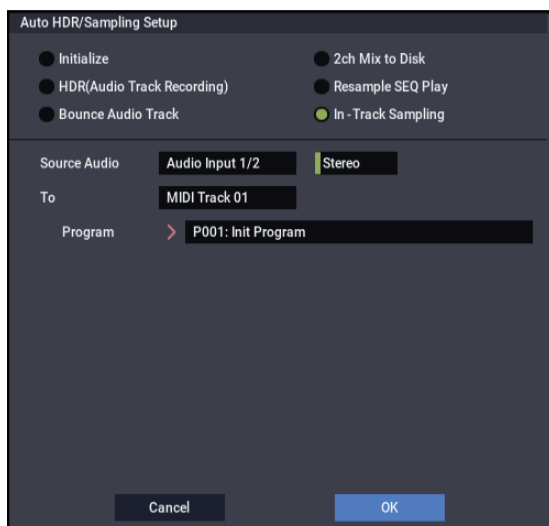 Auto HDR/Sampling Setup
Initialize
2ch Mix to Disk
HDR(Audio Track Recording)
Resample SEQ Play
Bounce Audio Track
In-Track Sampling
Source Audio Audio Input 1/2 Stereo
To MIDI Track 01
Program P001: Init Program
Cancel OK